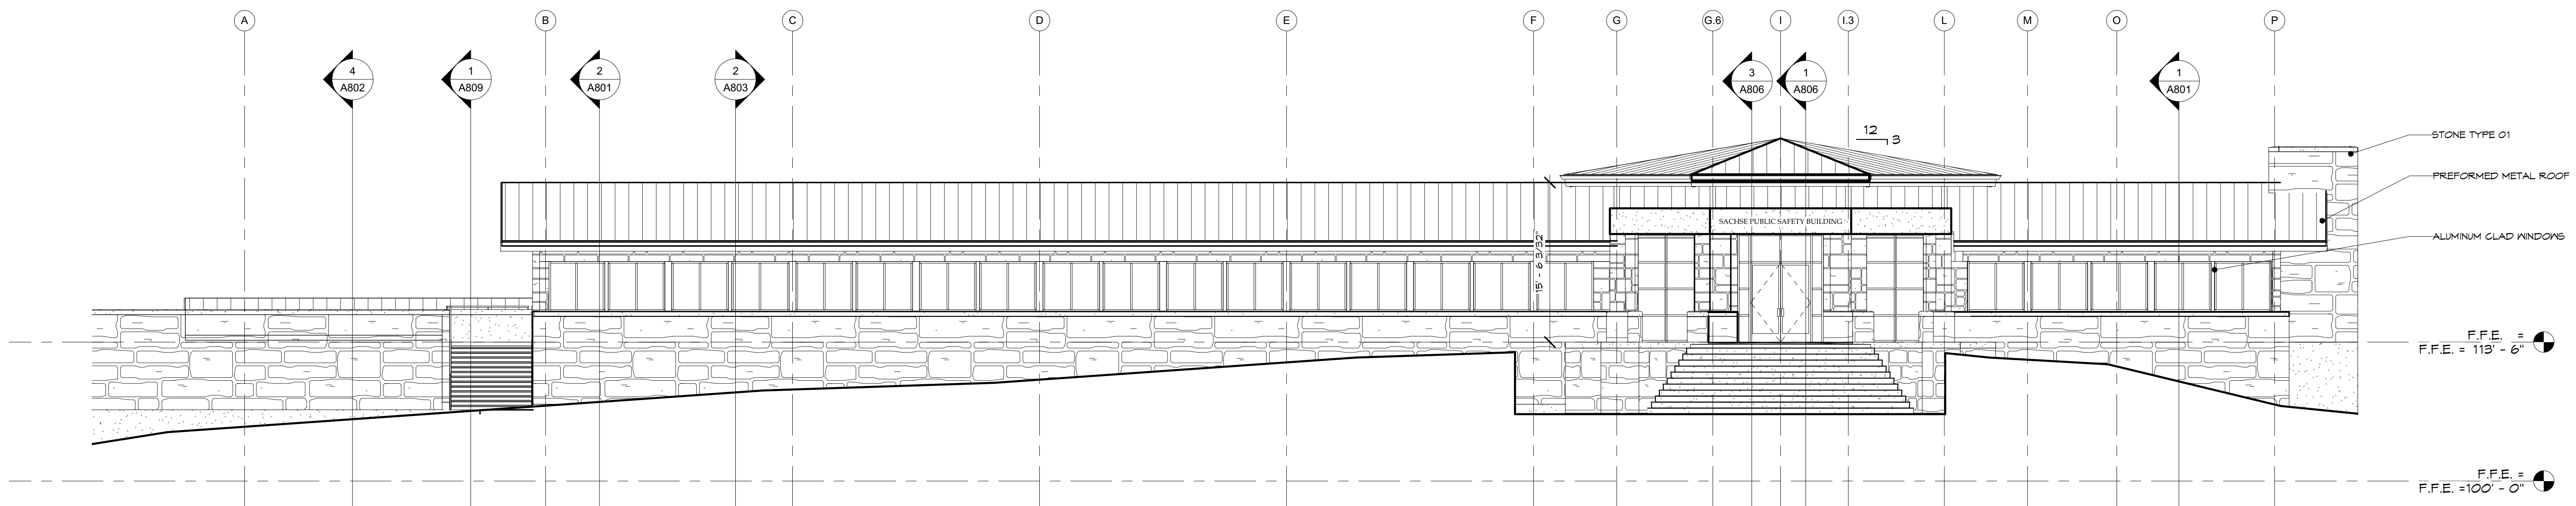 A B C D E F G G.6 I I.3 L M O P
4 1 2 2 3 1 1
A802 A809 A801 A803 A806 A806 A801
12
3
STONE TYPE 01
PREFORMED METAL ROOF
SACHSE PUBLIC SAFETY BUILDING
ALUMINUM CLAD WINDOWS
15' - 6 3/32"
F.F.E. =
F.F.E. = 113' - 6"
F.F.E. =
F.F.E. =100' - 0"